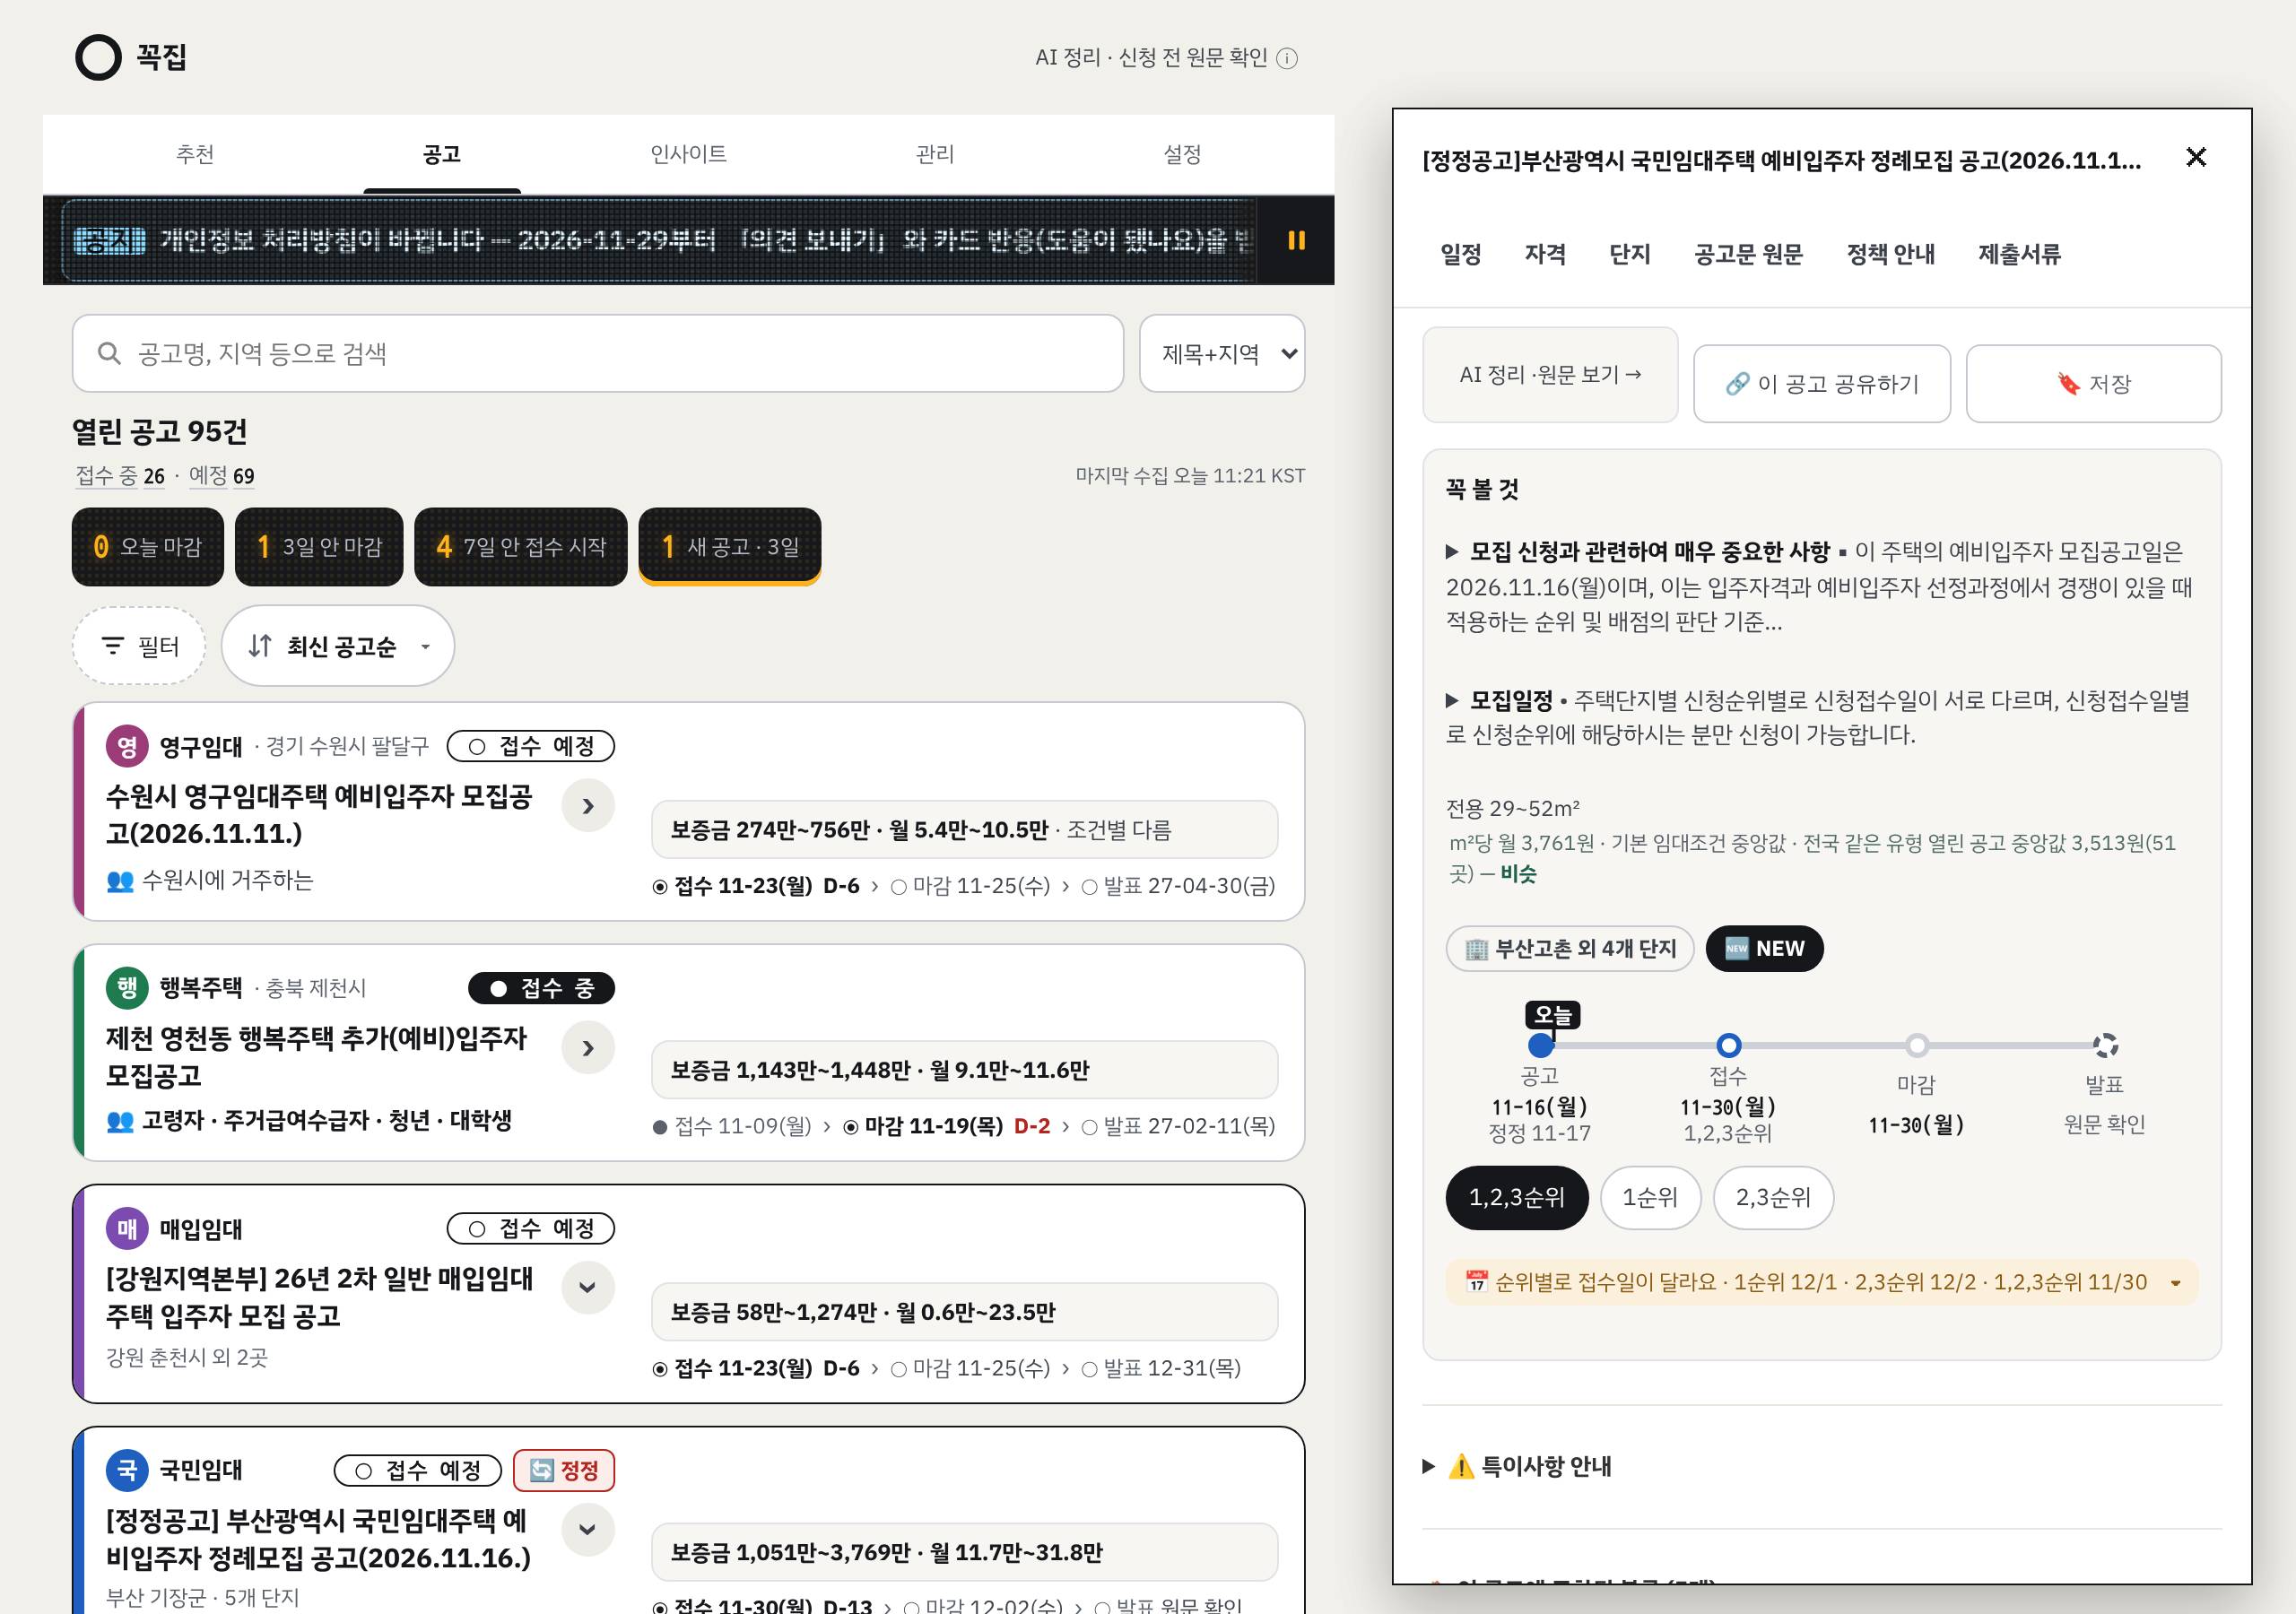 꼭집
AI 정리 · 신청 전 원문 확인 ⓘ
추천
공고
인사이트
관리
설정
공지 개인정보 처리방침이 바뀝니다 — 2026-11-29부터 「의견 보내기」 와 카드 반응(도움이 됐나요)을
공고명, 지역 등으로 검색
제목+지역
열린 공고 95건
접수 중 26 · 예정 69
마지막 수집 오늘 11:21 KST
0 오늘 마감
1 3일 안 마감
4 7일 안 접수 시작
1 새 공고 · 3일
필터
최신 공고순
영 영구임대 · 경기 수원시 팔달구 ○ 접수 예정
수원시 영구임대주택 예비입주자 모집공
고(2026.11.11.)
👥 수원시에 거주하는
보증금 274만~756만 · 월 5.4만~10.5만 · 조건별 다름
◉ 접수 11-23(월) D-6 › ○ 마감 11-25(수) › ○ 발표 27-04-30(금)
행 행복주택 · 충북 제천시 ● 접수 중
제천 영천동 행복주택 추가(예비)입주자
모집공고
👥 고령자 · 주거급여수급자 · 청년 · 대학생
보증금 1,143만~1,448만 · 월 9.1만~11.6만
● 접수 11-09(월) › ◉ 마감 11-19(목) D-2 › ○ 발표 27-02-11(목)
매 매입임대 ○ 접수 예정
[강원지역본부] 26년 2차 일반 매입임대
주택 입주자 모집 공고
강원 춘천시 외 2곳
보증금 58만~1,274만 · 월 0.6만~23.5만
◉ 접수 11-23(월) D-6 › ○ 마감 11-25(수) › ○ 발표 12-31(목)
국 국민임대 ○ 접수 예정 🔄 정정
[정정공고] 부산광역시 국민임대주택 예
비입주자 정례모집 공고(2026.11.16.)
부산 기장군 · 5개 단지
보증금 1,051만~3,769만 · 월 11.7만~31.8만
◉ 접수 11-30(월) D-13 › ○ 마감 12-02(수) › ○ 발표 원문 확인
[정정공고]부산광역시 국민임대주택 예비입주자 정례모집 공고(2026.11.1...
일정
자격
단지
공고문 원문
정책 안내
제출서류
AI 정리 ·원문 보기 →
🔗 이 공고 공유하기
🔖 저장
꼭 볼 것
▶ 모집 신청과 관련하여 매우 중요한 사항 ▪ 이 주택의 예비입주자 모집공고일은
2026.11.16(월)이며, 이는 입주자격과 예비입주자 선정과정에서 경쟁이 있을 때
적용하는 순위 및 배점의 판단 기준...
▶ 모집일정 • 주택단지별 신청순위별로 신청접수일이 서로 다르며, 신청접수일별
로 신청순위에 해당하시는 분만 신청이 가능합니다.
전용 29~52m²
m²당 월 3,761원 · 기본 임대조건 중앙값 · 전국 같은 유형 열린 공고 중앙값 3,513원(51
곳) — 비슷
🏢 부산고촌 외 4개 단지
🆕 NEW
오늘
공고
11-16(월)
정정 11-17
접수
11-30(월)
1,2,3순위
마감
11-30(월)
발표
원문 확인
1,2,3순위
1순위
2,3순위
📅 순위별로 접수일이 달라요 · 1순위 12/1 · 2,3순위 12/2 · 1,2,3순위 11/30
▶ ⚠️ 특이사항 안내